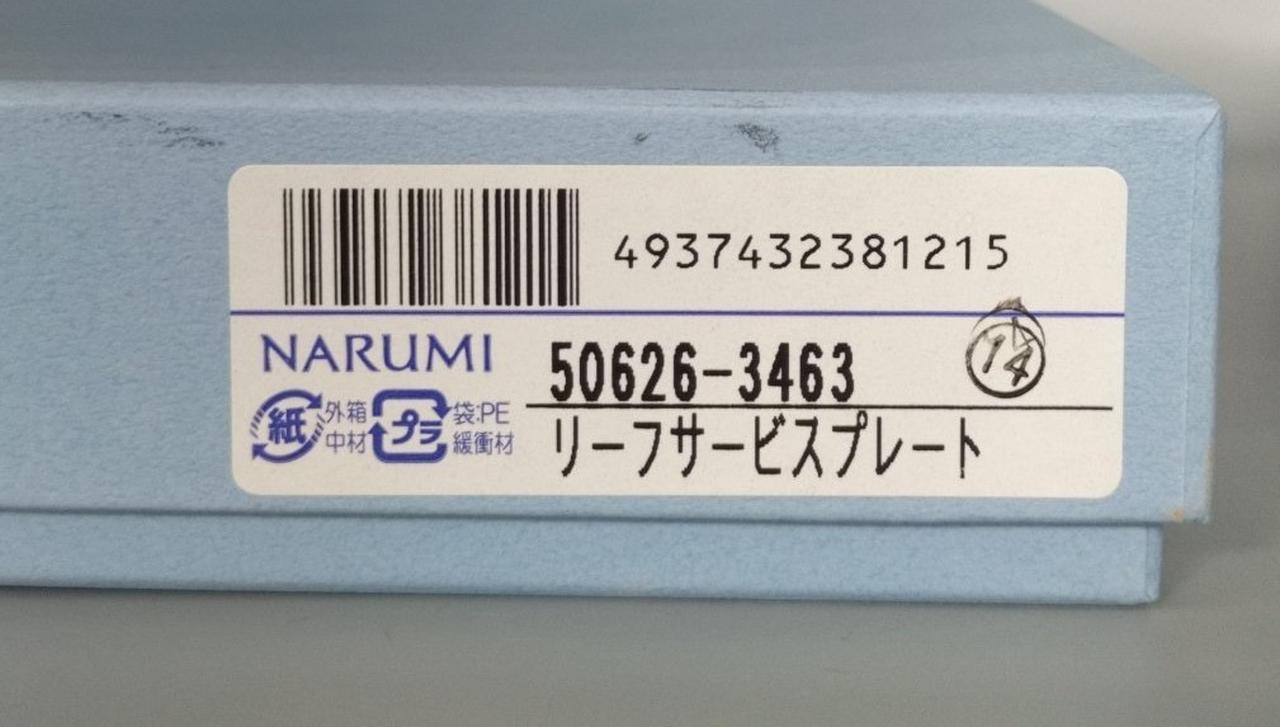 4937432381215
NARUMI
50626-3463
14
紙 外箱 中材
プラ 袋:PE 緩衝材
リーフサービスプレート